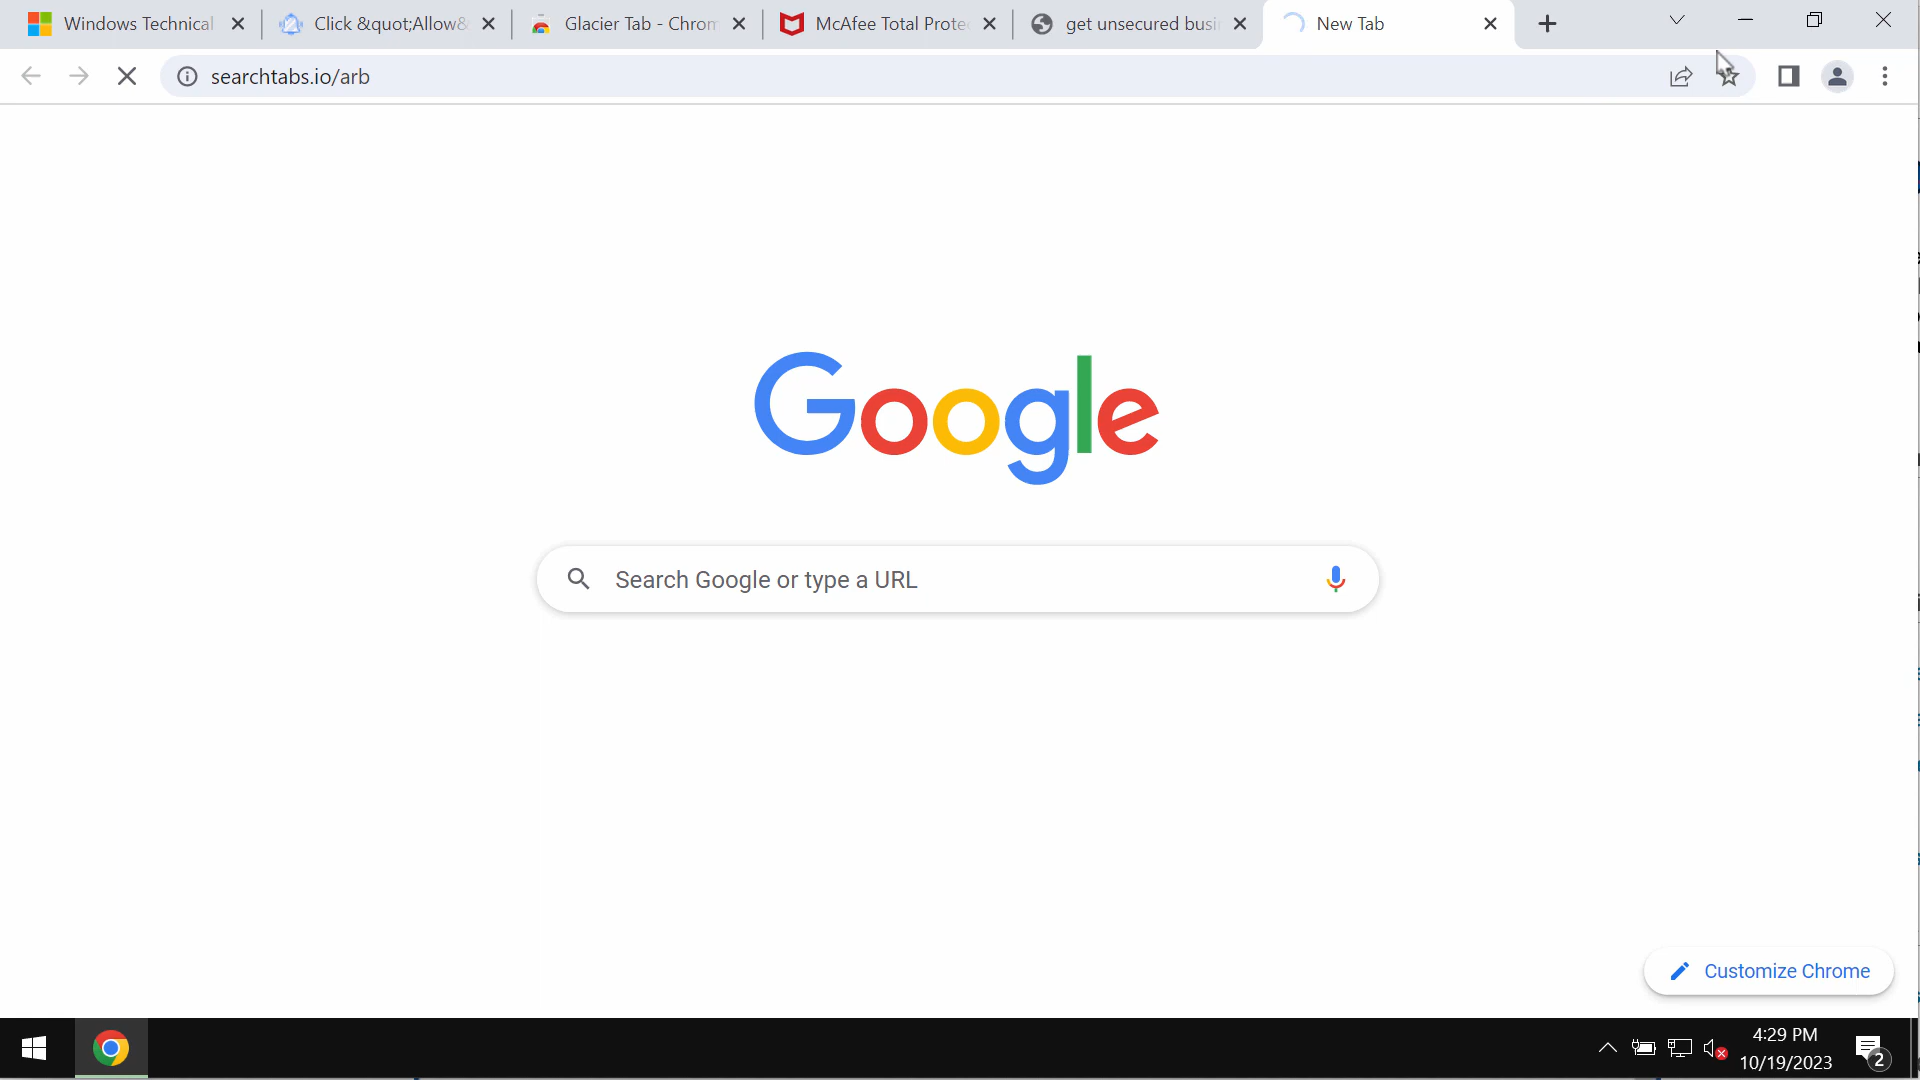 Windows Technical
Click &quot;Allow&
Glacier Tab - Chrom
McAfee Total Prote
get unsecured busi
New Tab
searchtabs.io/arb
Google
Search Google or type a URL
Customize Chrome
4:29 PM
10/19/2023
2